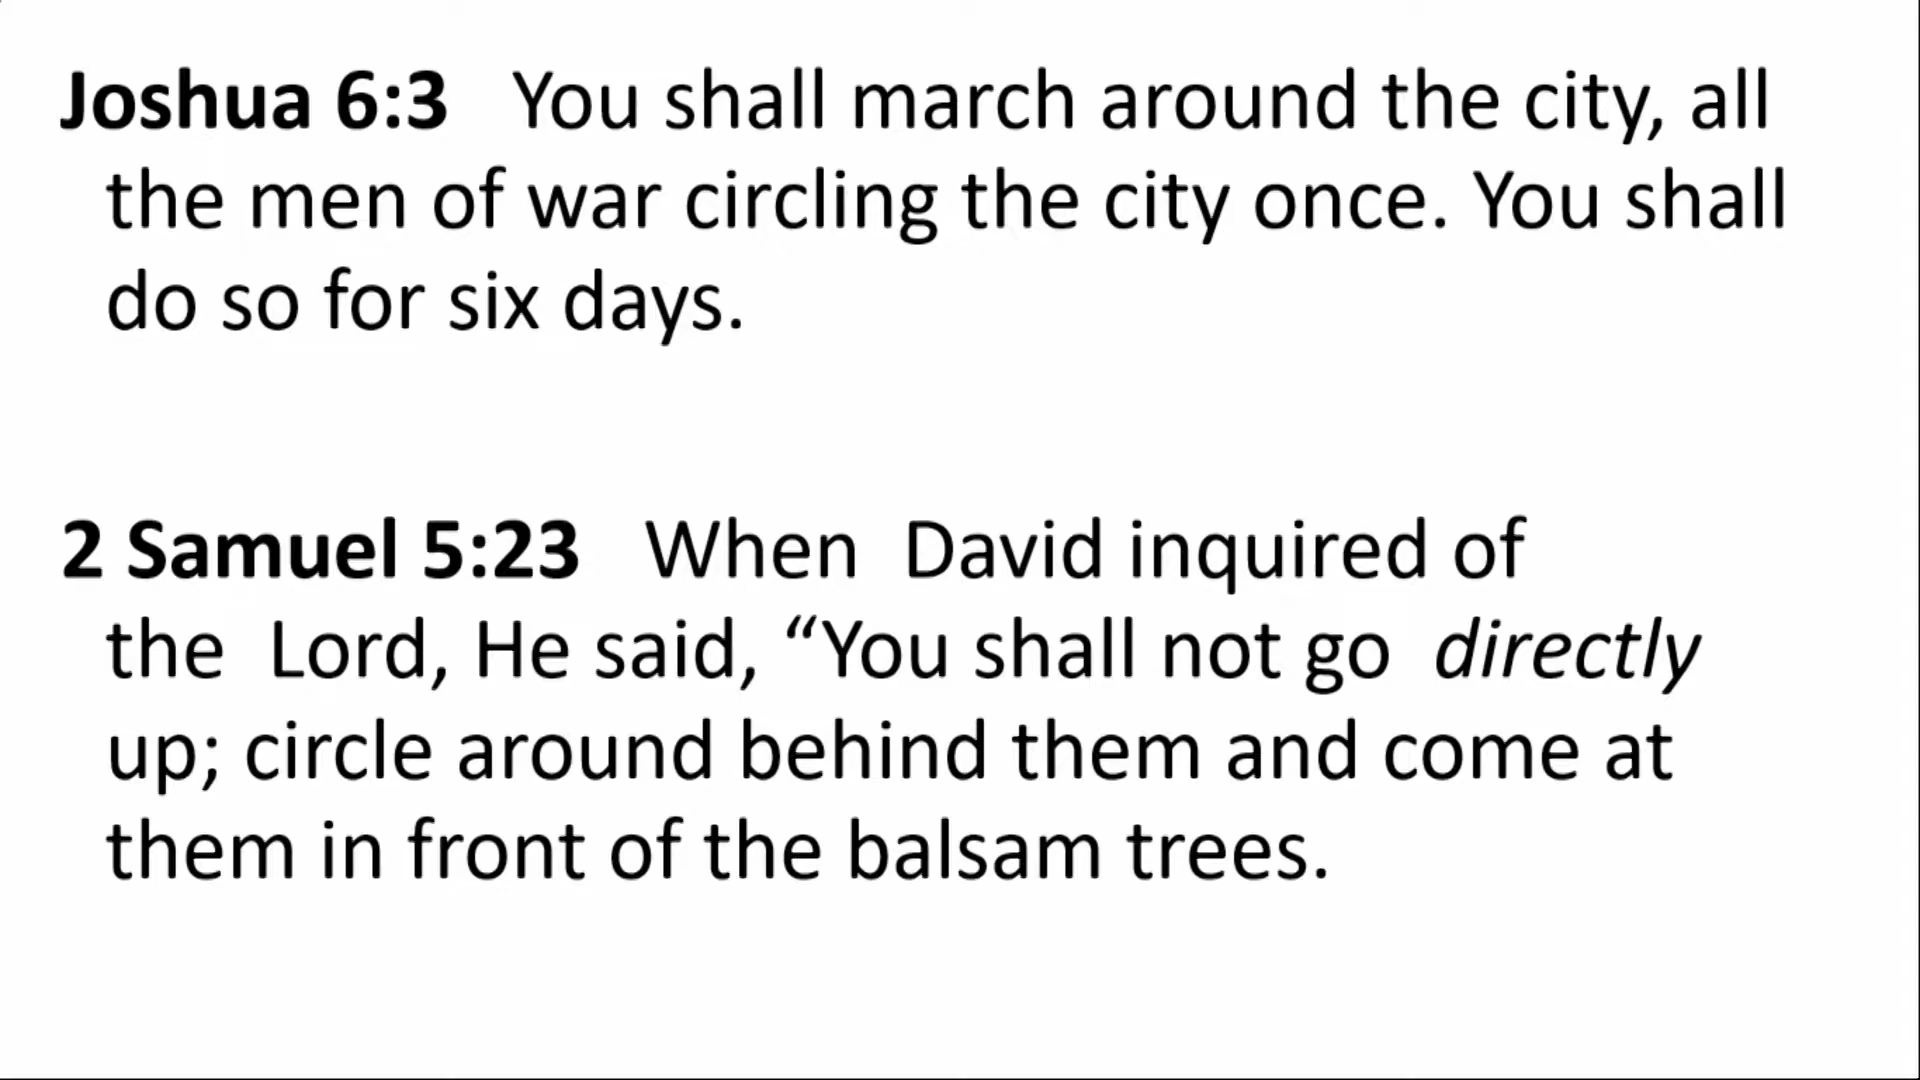 Joshua 6:3   You shall march around the city, all
the men of war circling the city once. You shall
do so for six days.
2 Samuel 5:23   When  David inquired of
the  Lord, He said, “You shall not go  directly
up; circle around behind them and come at
them in front of the balsam trees.